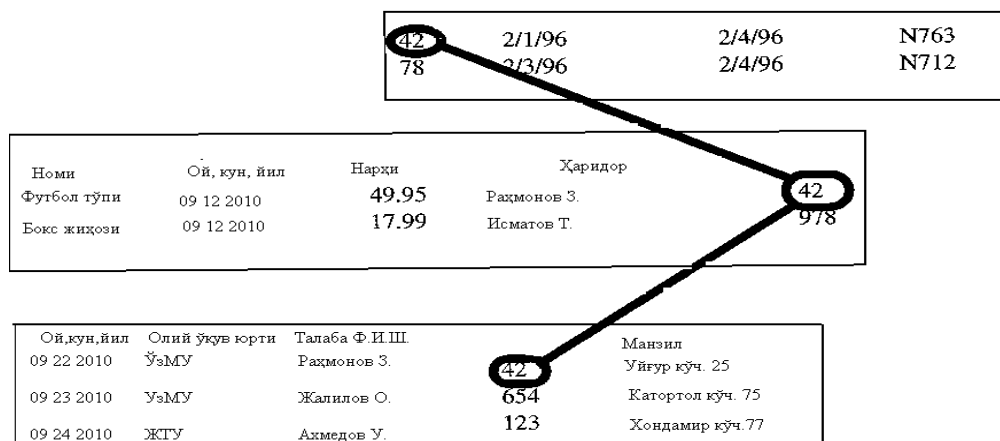 42 2/1/96 2/4/96 N763
78 2/3/96 2/4/96 N712
Номи Ой, кун, йил Нархи Ҳаридор
Футбол тўпи 09 12 2010 49.95 Раҳмонов З. 42
Бокс жиҳози 09 12 2010 17.99 Исматов Т. 978
Ой,кун,йил Олий ўқув юрти Талаба Ф.И.Ш. Манзил
09 22 2010 ЎзМУ Раҳмонов З. 42 Уйғур кўч. 25
09 23 2010 УзМУ Жалилов О. 654 Катортол кўч. 75
09 24 2010 ЖТУ Ахмедов У. 123 Хондамир кўч.77